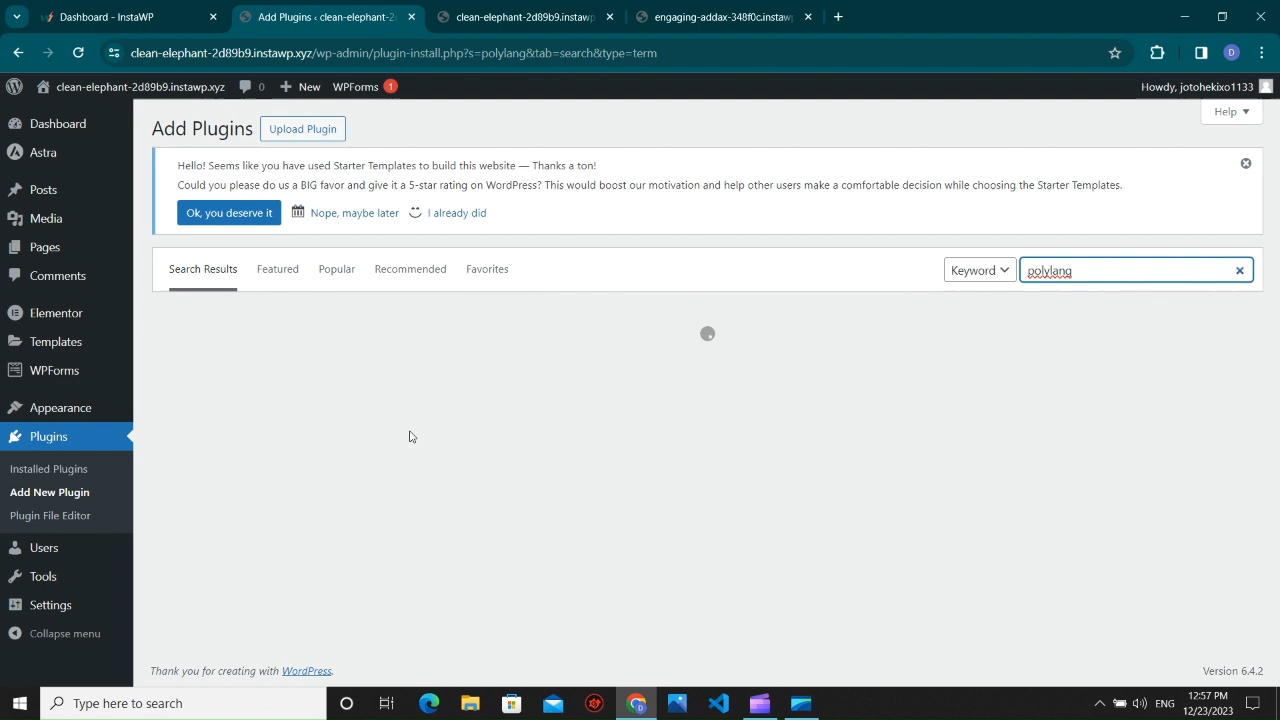 Dashboard - InstaWP
Add Plugins ‹ clean-elephant-2
clean-elephant-2d89b9.instawp
engaging-addax-348f0c.instaw
clean-elephant-2d89b9.instawp.xyz/wp-admin/plugin-install.php?s=polylang&tab=search&type=term
D
clean-elephant-2d89b9.instawp.xyz
0
New
WPForms
1
Howdy, jotohekixo1133
Dashboard
Astra
Posts
Media
Pages
Comments
Elementor
Templates
WPForms
Appearance
Plugins
Installed Plugins
Add New Plugin
Plugin File Editor
Users
Tools
Settings
Collapse menu
Help
Add Plugins
Upload Plugin
Hello! Seems like you have used Starter Templates to build this website — Thanks a ton!
Could you please do us a BIG favor and give it a 5-star rating on WordPress? This would boost our motivation and help other users make a comfortable decision while choosing the Starter Templates.
Ok, you deserve it
Nope, maybe later
I already did
Search Results
Featured
Popular
Recommended
Favorites
Keyword
polylang
Thank you for creating with WordPress.
Version 6.4.2
Type here to search
ENG
12:57 PM
12/23/2023